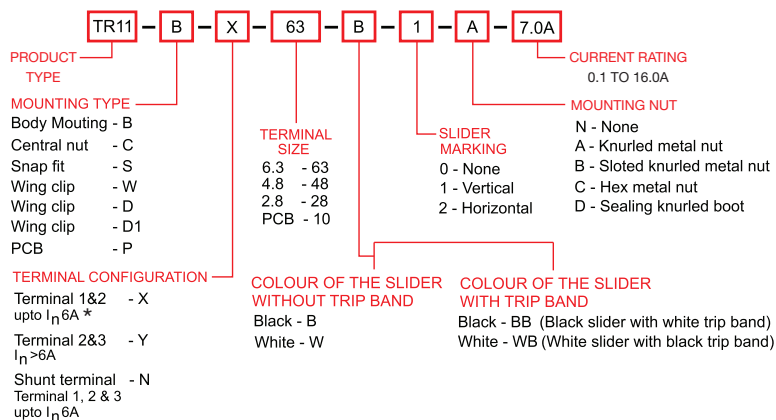 TR11 – B – X – 63 – B – 1 – A – 7.0A
PRODUCT
TYPE
CURRENT RATING
0.1 TO 16.0A
MOUNTING TYPE
Body Mouting - B
Central nut - C
Snap fit - S
Wing clip - W
Wing clip - D
Wing clip - D1
PCB - P
TERMINAL
SIZE
6.3 - 63
4.8 - 48
2.8 - 28
PCB - 10
SLIDER
MARKING
0 - None
1 - Vertical
2 - Horizontal
MOUNTING NUT
N - None
A - Knurled metal nut
B - Sloted knurled metal nut
C - Hex metal nut
D - Sealing knurled boot
TERMINAL CONFIGURATION
Terminal 1&2 - X
upto In6A *
Terminal 2&3 - Y
In>6A
Shunt terminal - N
Terminal 1, 2 & 3
upto In6A
COLOUR OF THE SLIDER
WITHOUT TRIP BAND
Black - B
White - W
COLOUR OF THE SLIDER
WITH TRIP BAND
Black - BB (Black slider with white trip band)
White - WB (White slider with black trip band)